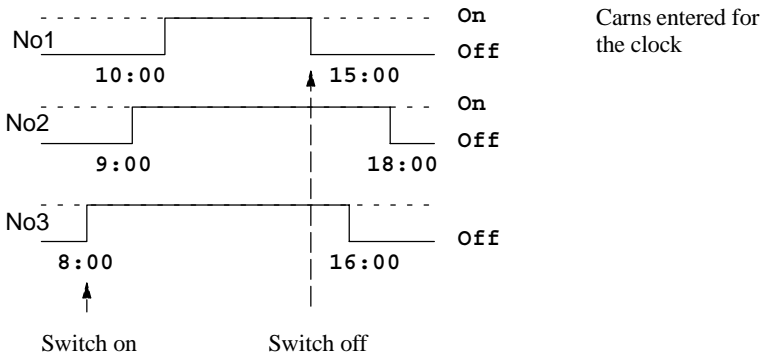 On
Carns entered for
the clock
No1
Off
10:00
15:00
On
No2
Off
9:00
18:00
No3
Off
8:00
16:00
Switch on
Switch off